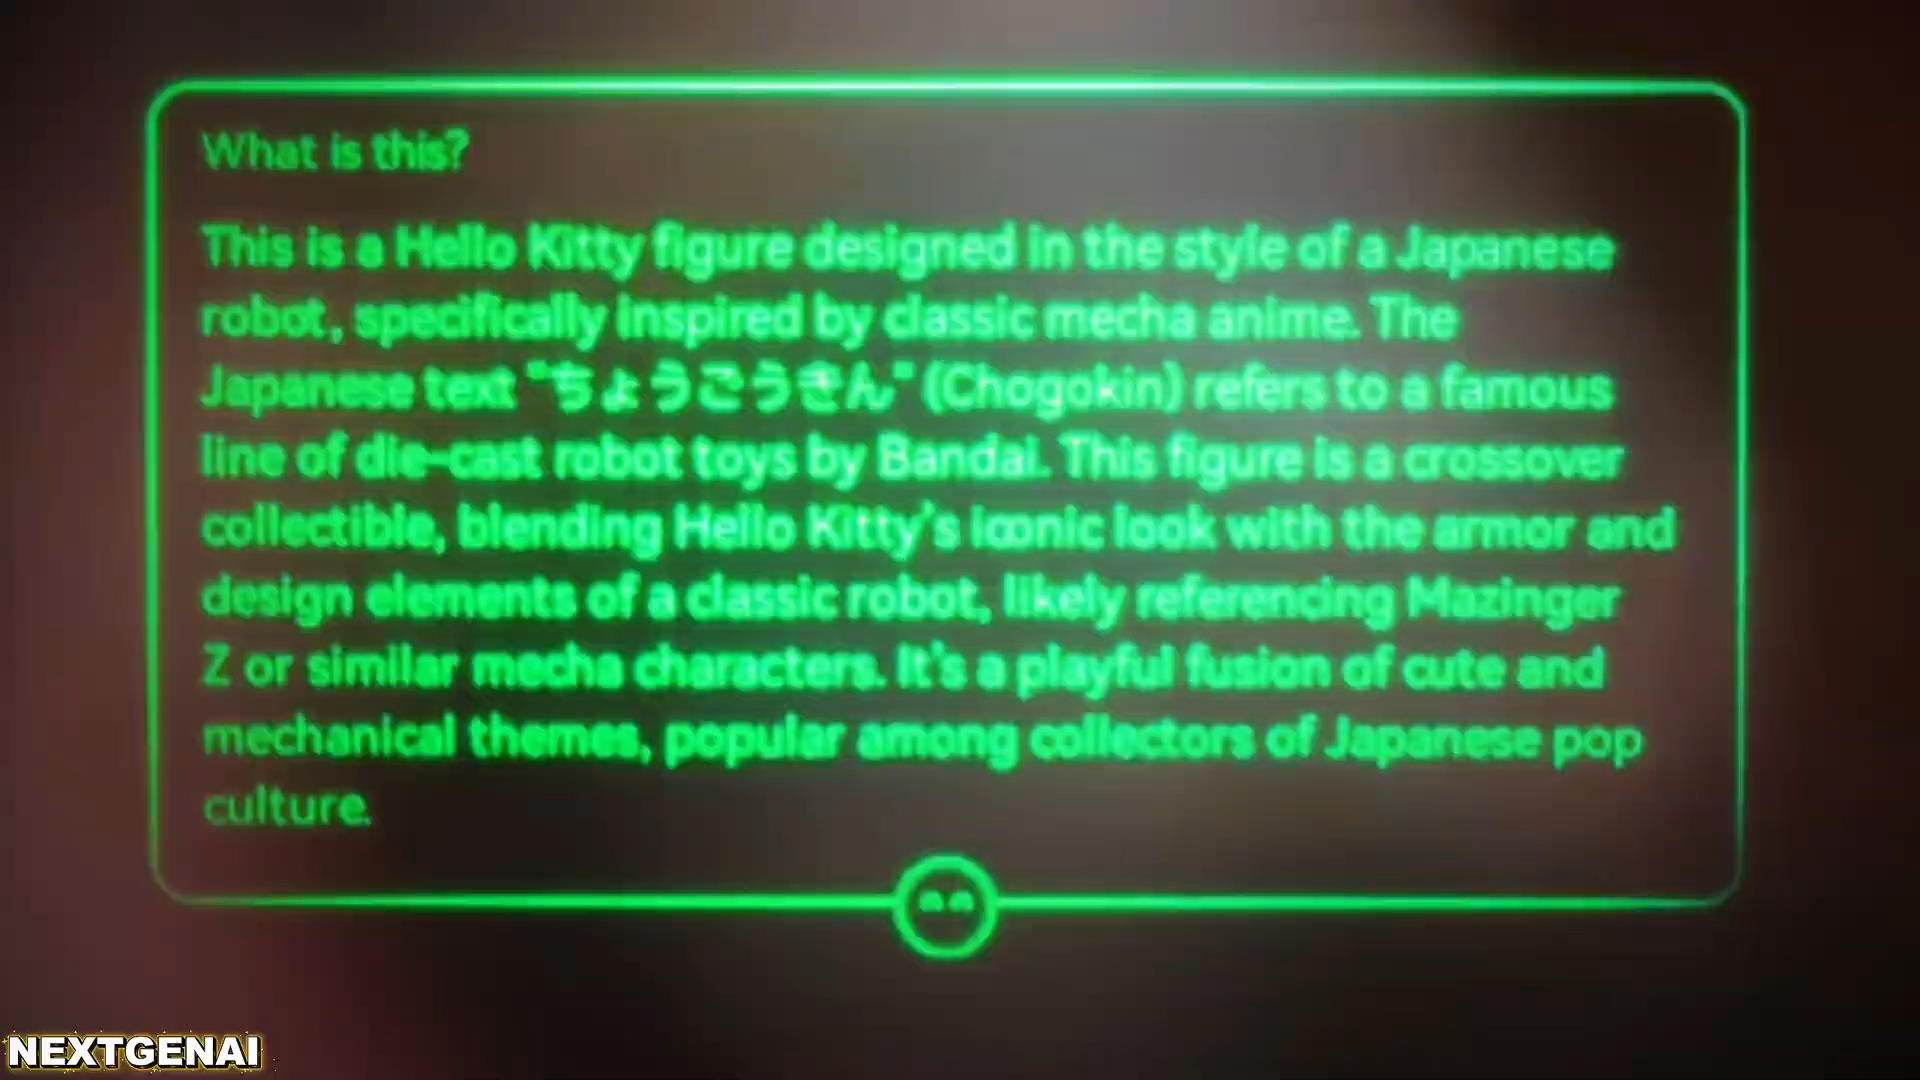 What is this?
This is a Hello Kitty figure designed in the style of a Japanese
robot, specifically inspired by classic mecha anime. The
Japanese text "ちょうごうきん" (Chogokin) refers to a famous
line of die-cast robot toys by Bandai. This figure is a crossover
collectible, blending Hello Kitty's iconic look with the armor and
design elements of a classic robot, likely referencing Mazinger
Z or similar mecha characters. It's a playful fusion of cute and
mechanical themes, popular among collectors of Japanese pop
culture.
NEXTGENAI